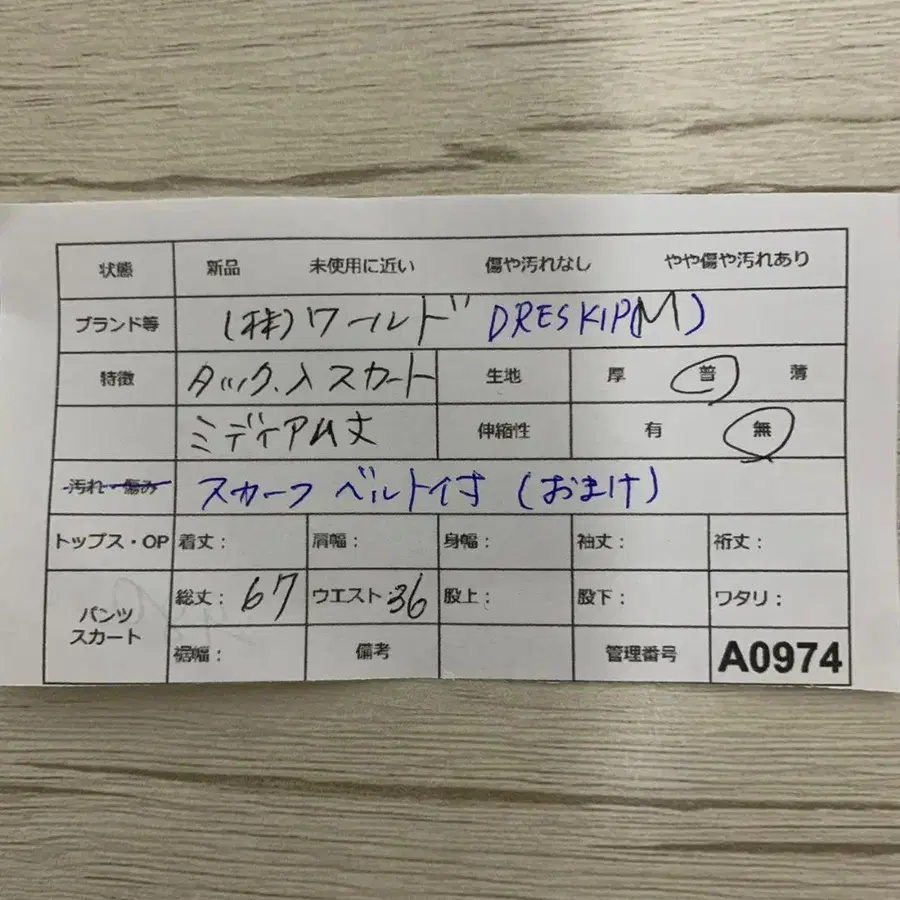 状態 新品 未使用に近い 傷や汚れなし やや傷や汚れあり
ブランド等 (株)ワールド DRESKIP(M)
特徴 タック.入スカート 生地 厚 普 薄
ミディアム丈 伸縮性 有 無
汚れ・傷み スカーフ ベルト付 (おまけ)
トップス・OP 着丈: 肩幅: 身幅: 袖丈: 裄丈:
パンツ スカート 総丈: 67 ウエスト:36 股上: 股下: ワタリ:
裾幅: 備考 管理番号 A0974